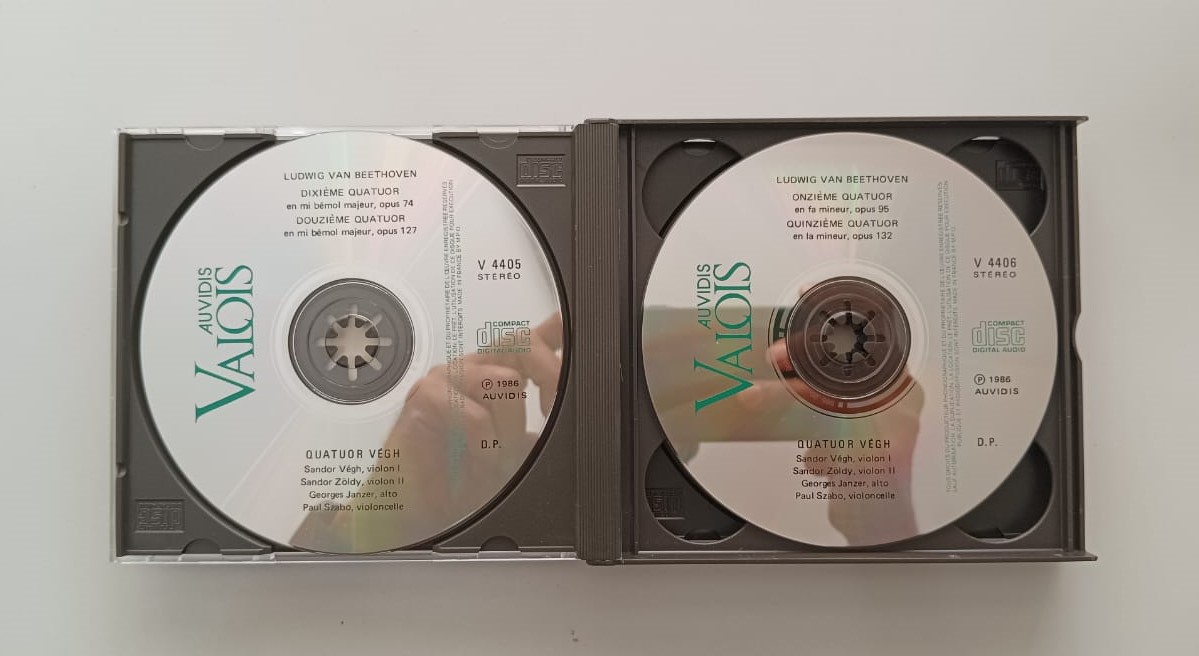 LUDWIG VAN BEETHOVEN
DIXIÈME QUATUOR
en mi bémol majeur, opus 74
DOUZIÈME QUATUOR
en mi bémol majeur, opus 127
AUVIDIS
VALOIS
V 4405
STÉRÉO
COMPACT
disc
DIGITAL AUDIO
℗ 1986
AUVIDIS
D.P.
QUATUOR VÉGH
Sandor Végh, violon I
Sandor Zöldy, violon II
Georges Janzer, alto
Paul Szabo, violoncelle
LUDWIG VAN BEETHOVEN
ONZIÈME QUATUOR
en fa mineur, opus 95
QUINZIÈME QUATUOR
en la mineur, opus 132
AUVIDIS
VALOIS
V 4406
STÉRÉO
COMPACT
disc
DIGITAL AUDIO
℗ 1986
AUVIDIS
D.P.
QUATUOR VÉGH
Sandor Végh, violon I
Sandor Zöldy, violon II
Georges Janzer, alto
Paul Szabo, violoncelle